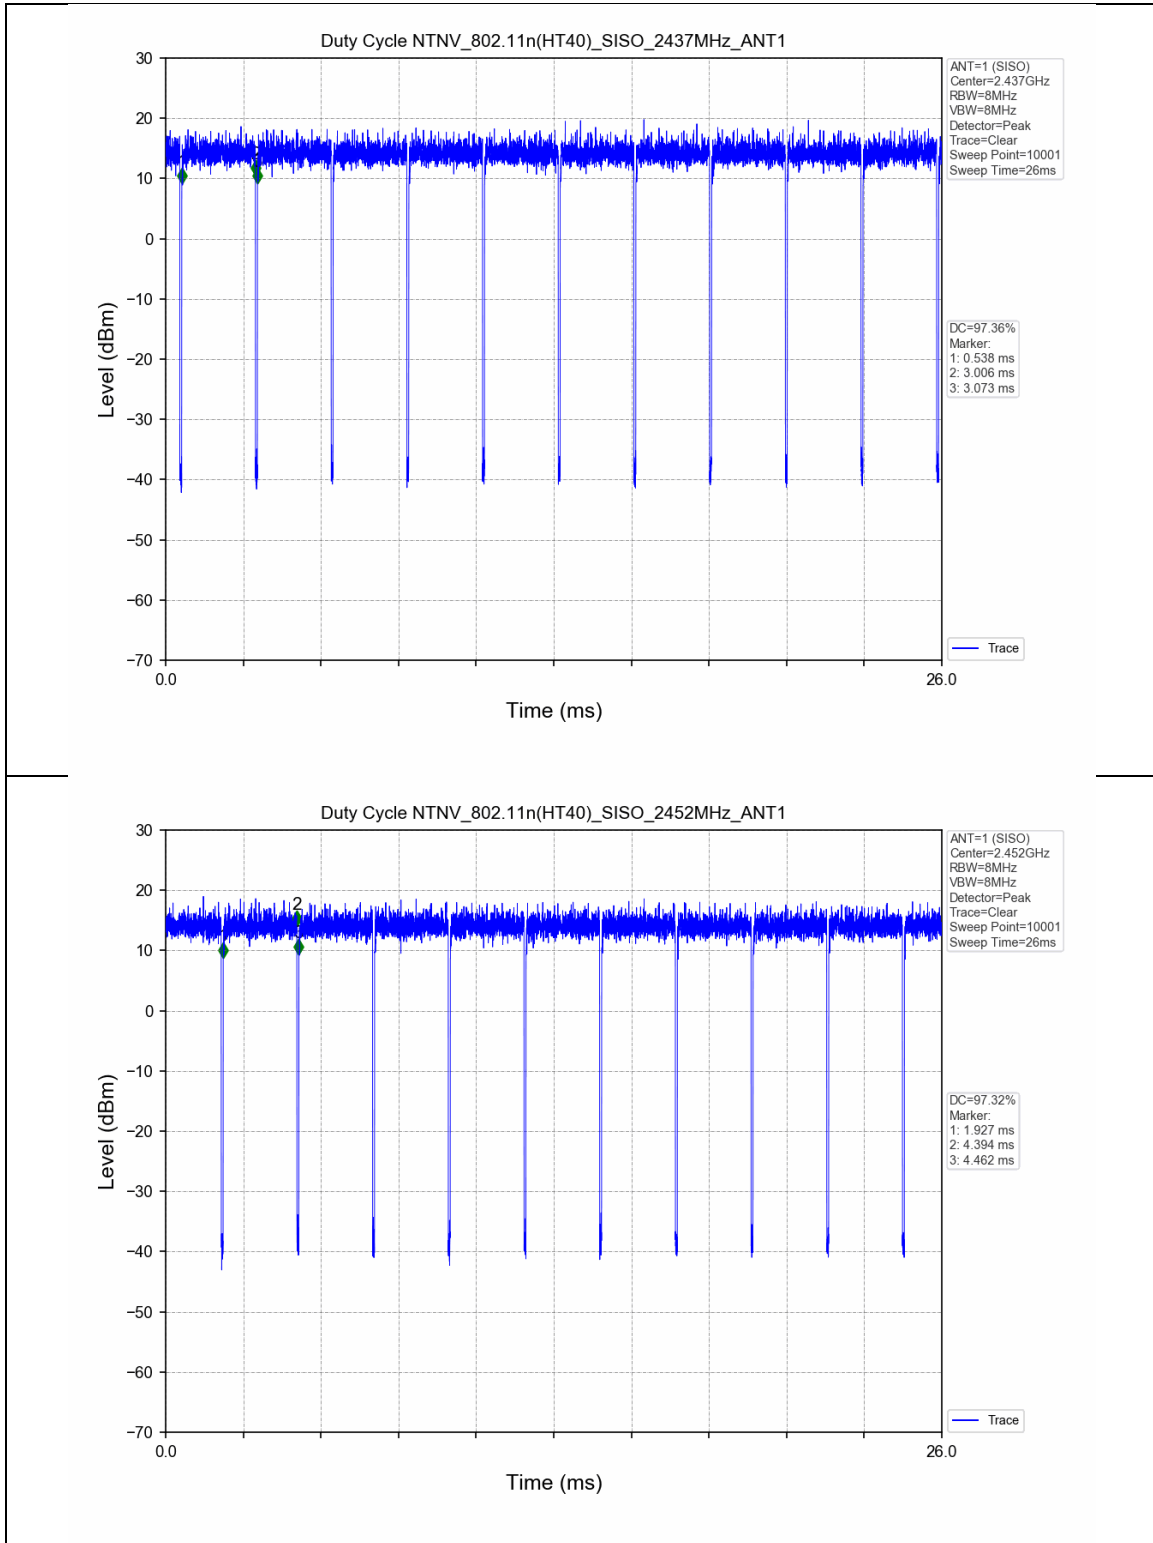 Duty Cycle NTNV_802.11n(HT40)_SISO_2437MHz_ANT1
30
20
10
0
−10
−20
−30
−40
−50
−60
−70
Level (dBm)
0.0
26.0
Time (ms)
ANT=1 (SISO)
Center=2.437GHz
RBW=8MHz
VBW=8MHz
Detector=Peak
Trace=Clear
Sweep Point=10001
Sweep Time=26ms
DC=97.36%
Marker:
1: 0.538 ms
2: 3.006 ms
3: 3.073 ms
Trace
Duty Cycle NTNV_802.11n(HT40)_SISO_2452MHz_ANT1
30
20
10
0
−10
−20
−30
−40
−50
−60
−70
Level (dBm)
2
0.0
26.0
Time (ms)
ANT=1 (SISO)
Center=2.452GHz
RBW=8MHz
VBW=8MHz
Detector=Peak
Trace=Clear
Sweep Point=10001
Sweep Time=26ms
DC=97.32%
Marker:
1: 1.927 ms
2: 4.394 ms
3: 4.462 ms
Trace